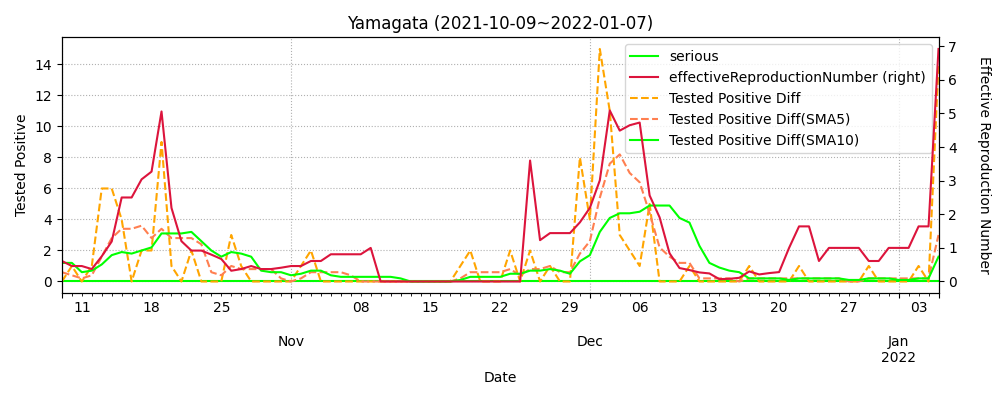 Yamagata (2021-10-09~2022-01-07)
serious
effectiveReproductionNumber (right)
Tested Positive Diff
Tested Positive Diff(SMA5)
Tested Positive Diff(SMA10)
Tested Positive
14
12
10
8
6
4
2
0
7
6
5
4
3
2
1
0
Effective Reproduction Number
11 18 25 08 15 22 29 06 13 20 27 03
Nov Dec Jan
2022
Date